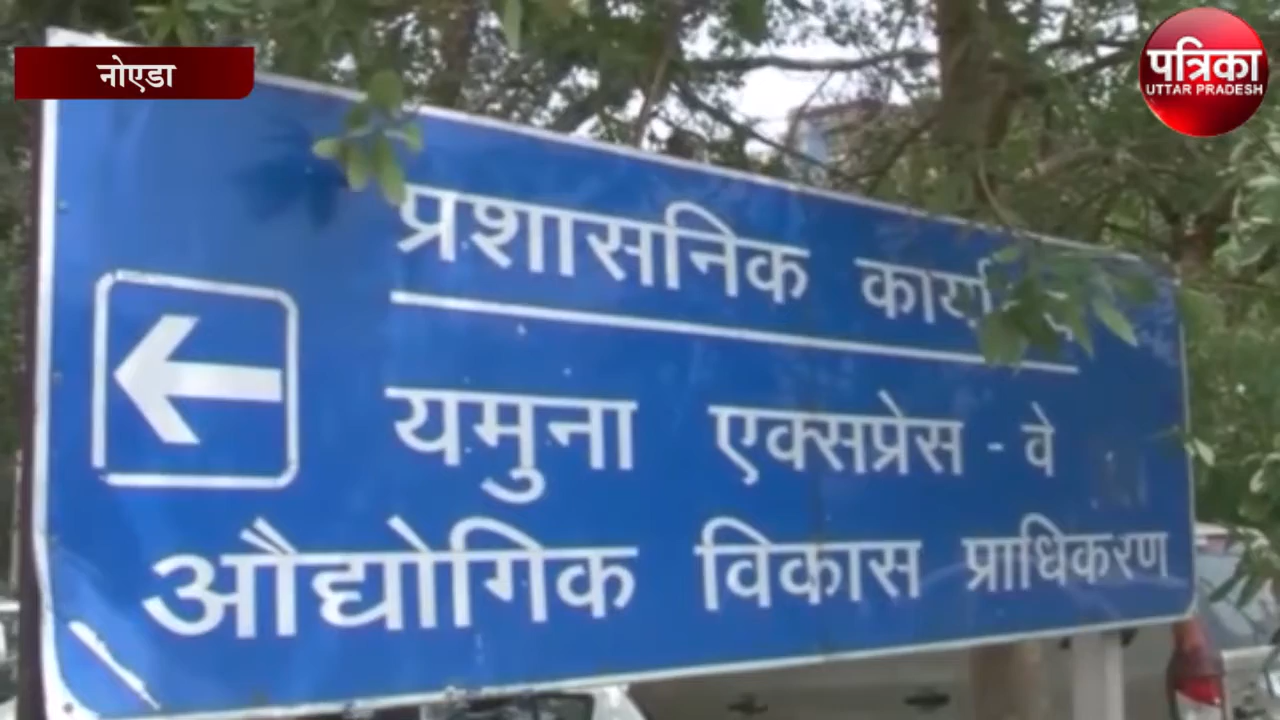 नोएडा
पत्रिका
UTTAR PRADESH
प्रशासनिक
यमुना एक्सप्रेस - वे
औद्योगिक विकास प्राधिकरण